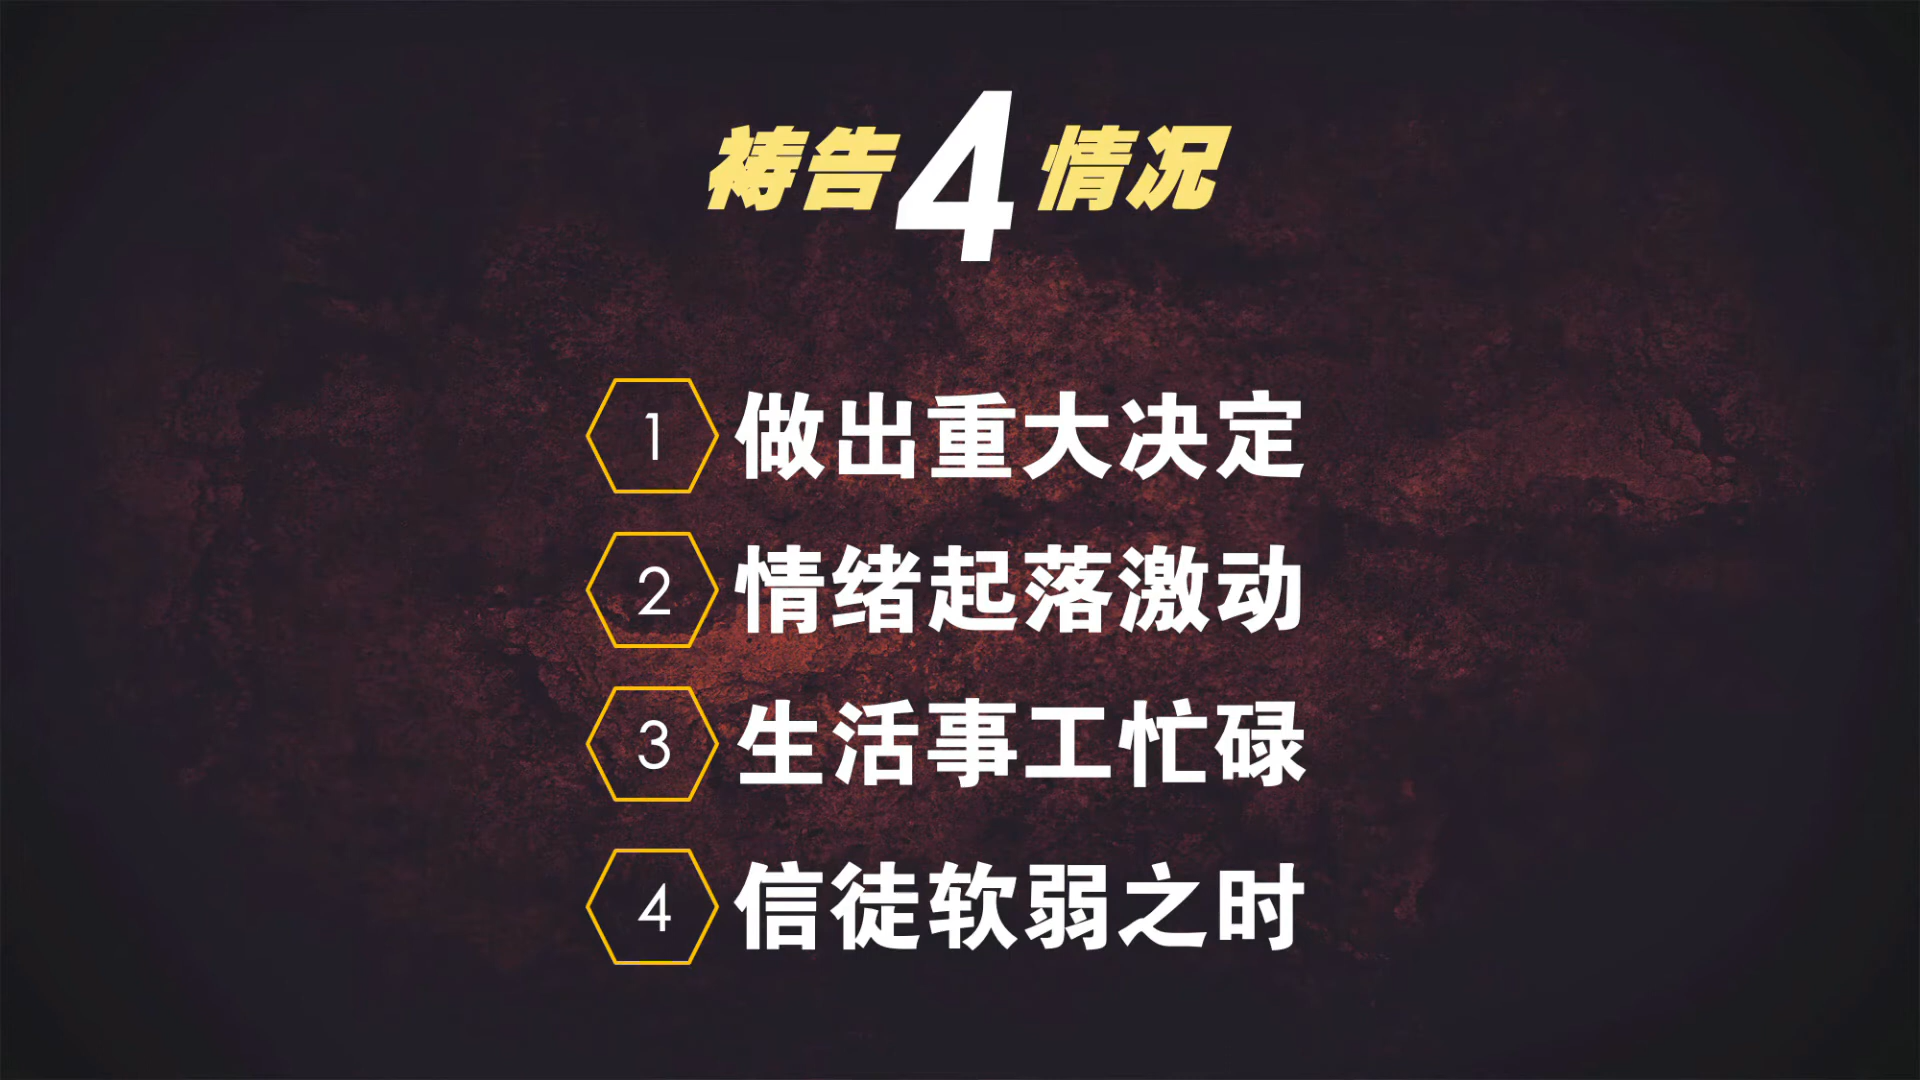 祷告4情况
1 做出重大决定
2 情绪起落激动
3 生活事工忙碌
4 信徒软弱之时